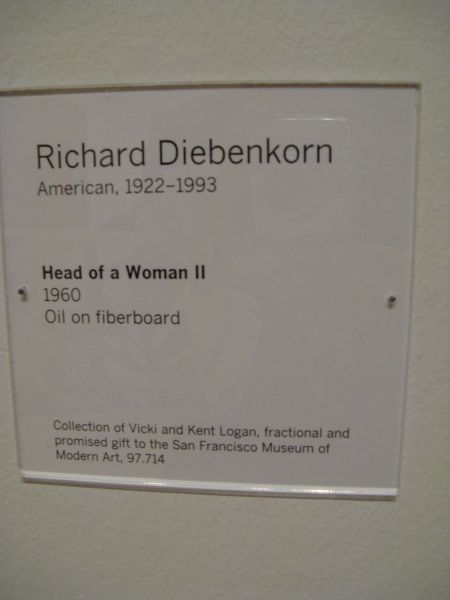 Richard Diebenkorn
American, 1922–1993
Head of a Woman II
1960
Oil on fiberboard
Collection of Vicki and Kent Logan, fractional and
promised gift to the San Francisco Museum of
Modern Art, 97.714